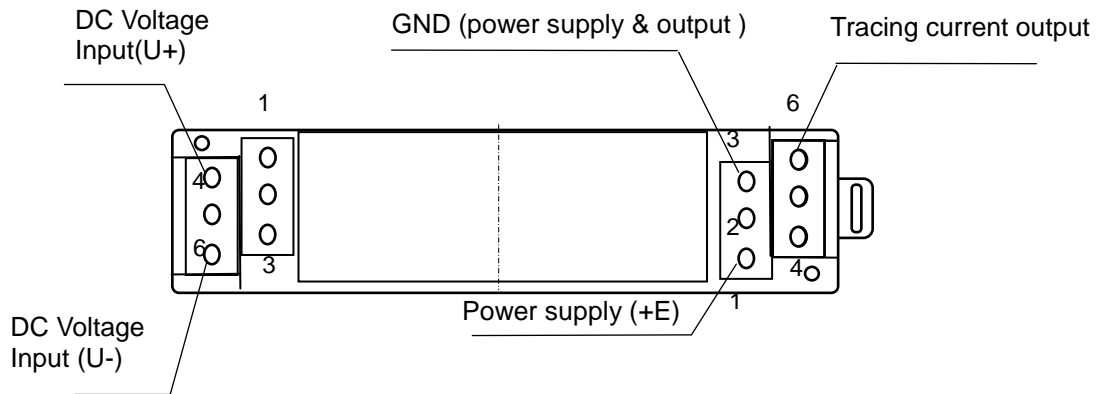 DC Voltage
Input(U+)
GND (power supply & output )
Tracing current output
1
6
3
4
2
6
3
4
1
Power supply (+E)
DC Voltage
Input (U-)